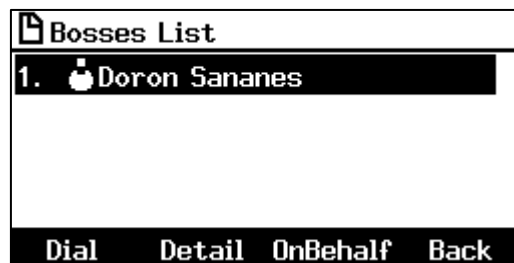 Bosses List
1. Doron Sananes
Dial Detail OnBehalf Back